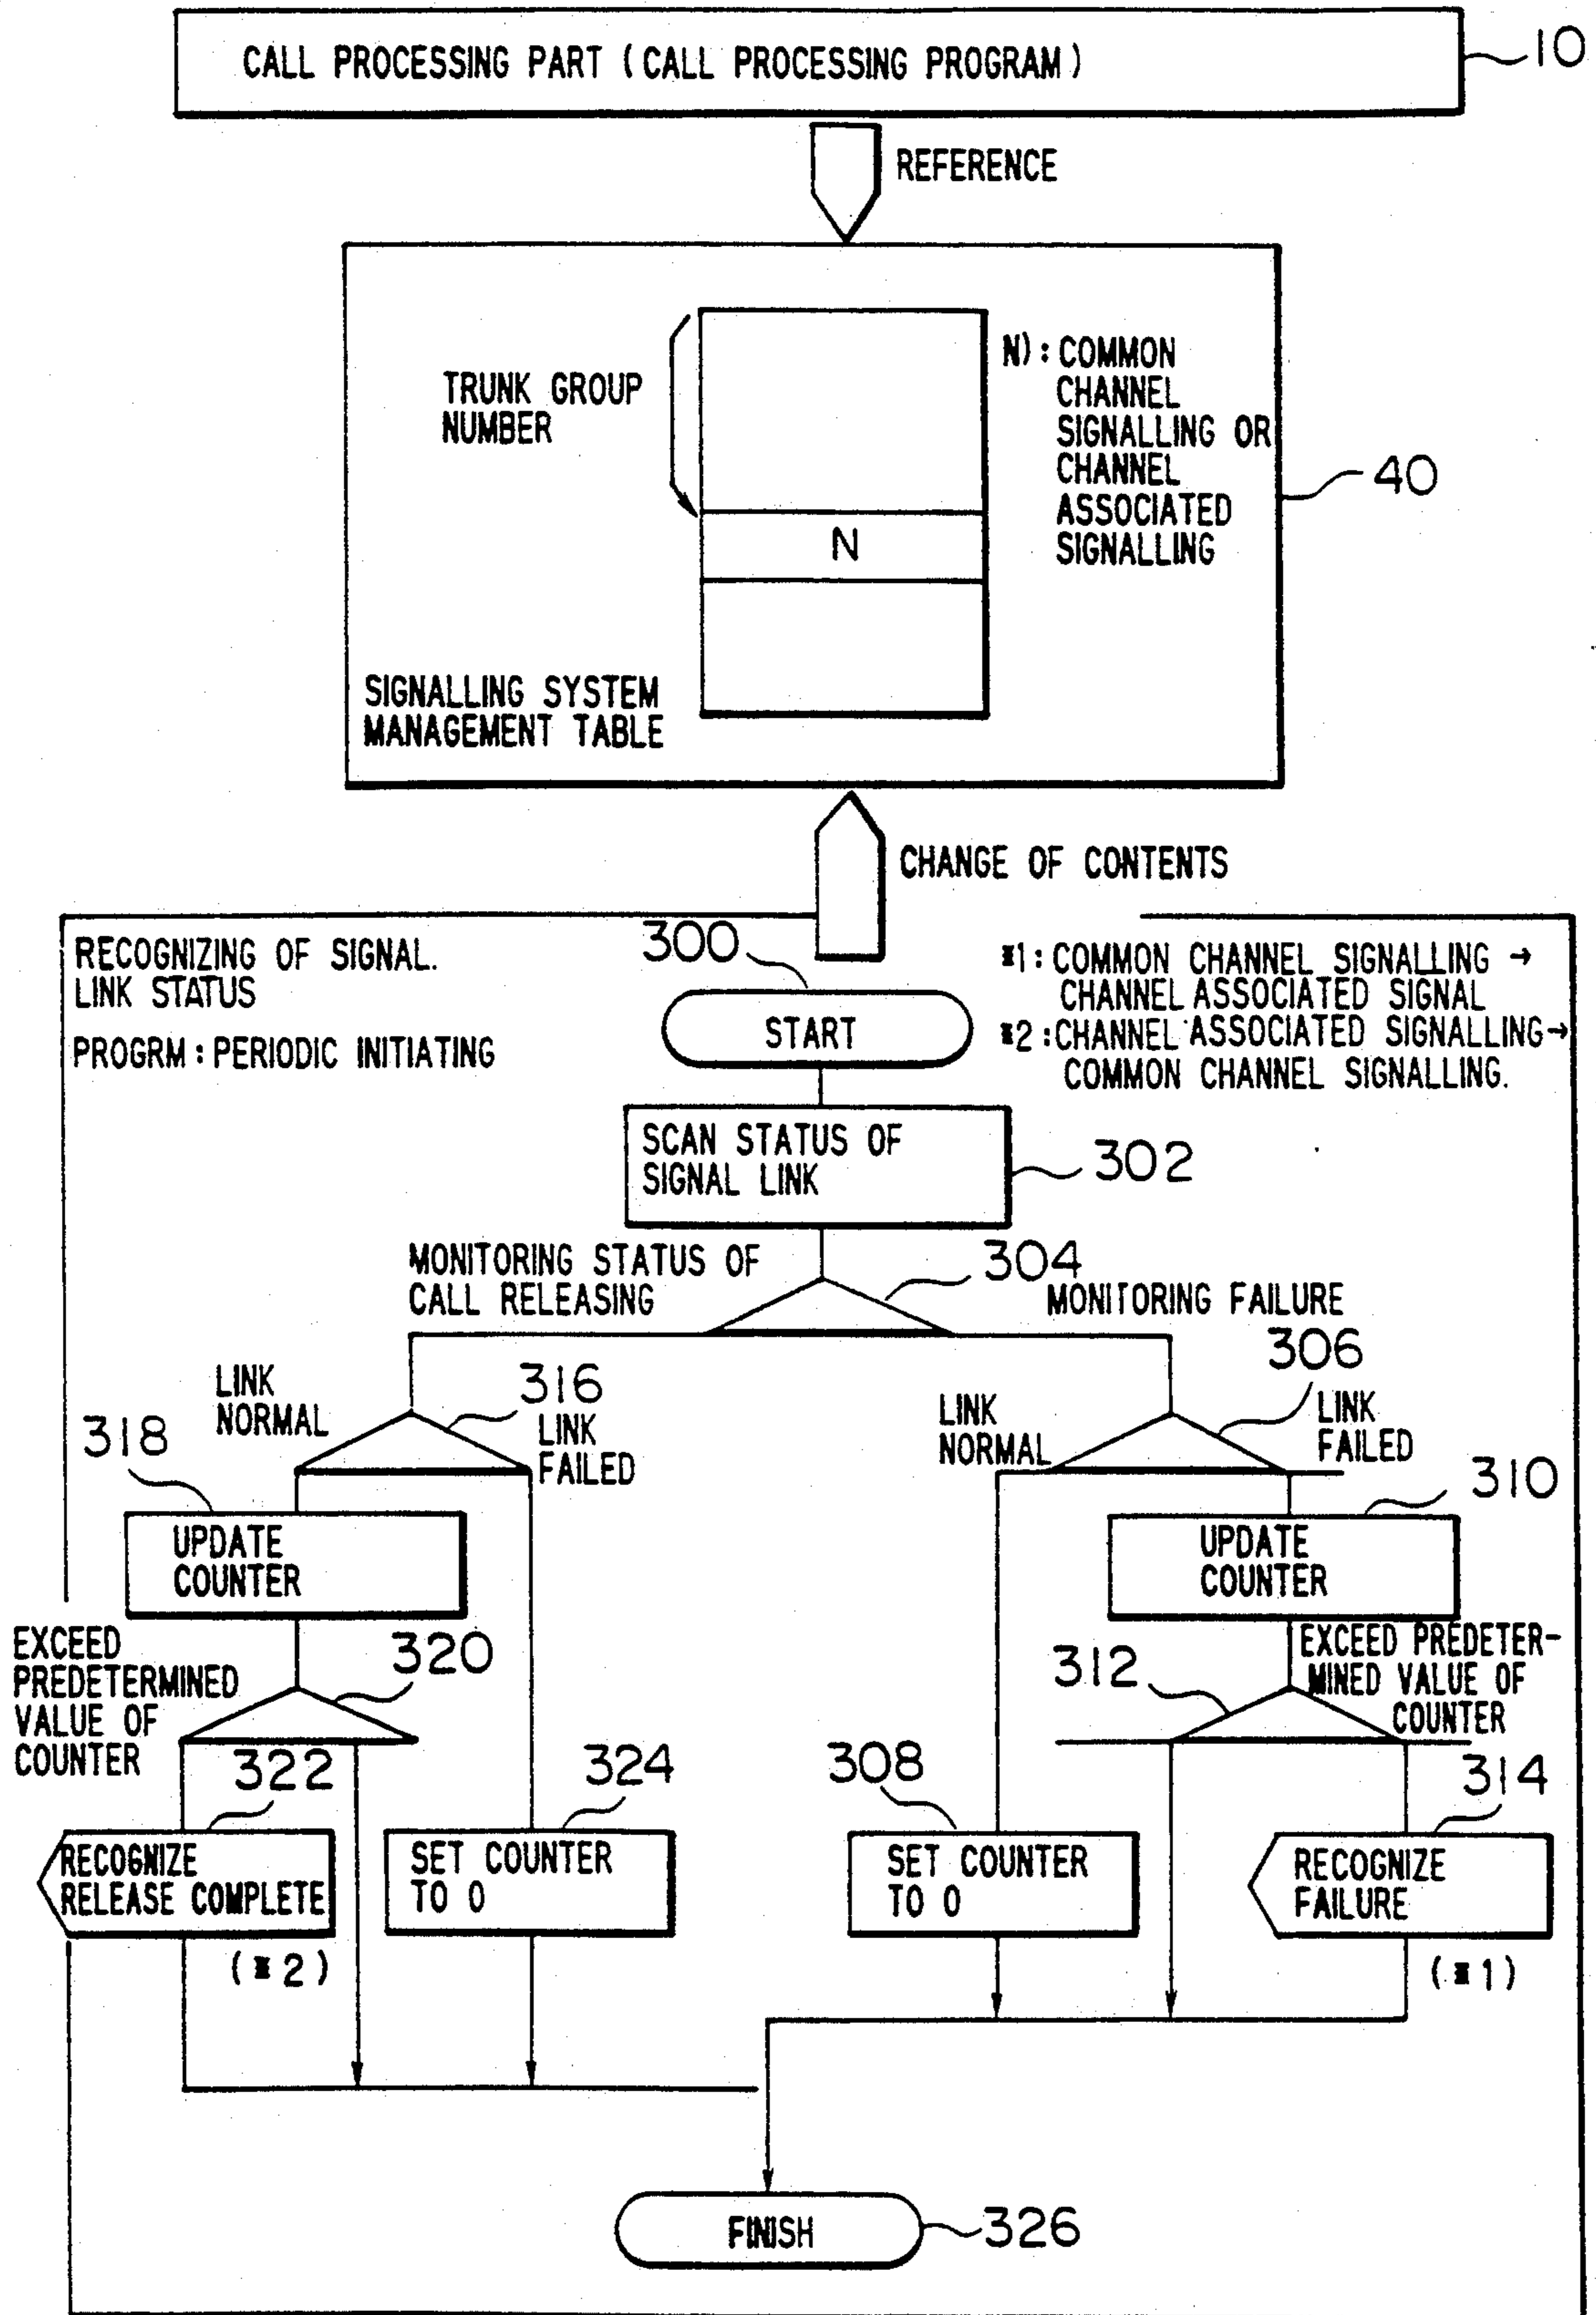 CALL PROCESSING PART (CALL PROCESSING PROGRAM)
10
REFERENCE
TRUNK GROUP
NUMBER
N
N): COMMON
CHANNEL
SIGNALLING OR
CHANNEL
ASSOCIATED
SIGNALLING
40
SIGNALLING SYSTEM
MANAGEMENT TABLE
CHANGE OF CONTENTS
RECOGNIZING OF SIGNAL.
LINK STATUS
PROGRM : PERIODIC INITIATING
300
START
*1: COMMON CHANNEL SIGNALLING →
CHANNEL ASSOCIATED SIGNAL
*2: CHANNEL ASSOCIATED SIGNALLING→
COMMON CHANNEL SIGNALLING.
SCAN STATUS OF
SIGNAL LINK
302
MONITORING STATUS OF
CALL RELEASING
304
MONITORING FAILURE
LINK
NORMAL
316
LINK
FAILED
LINK
NORMAL
306
LINK
FAILED
318
UPDATE
COUNTER
310
UPDATE
COUNTER
EXCEED
PREDETERMINED
VALUE OF
COUNTER
320
312
EXCEED PREDETER-
MINED VALUE OF
COUNTER
322
RECOGNIZE
RELEASE COMPLETE
(*2)
324
SET COUNTER
TO 0
308
SET COUNTER
TO 0
314
RECOGNIZE
FAILURE
(*1)
FINISH
326